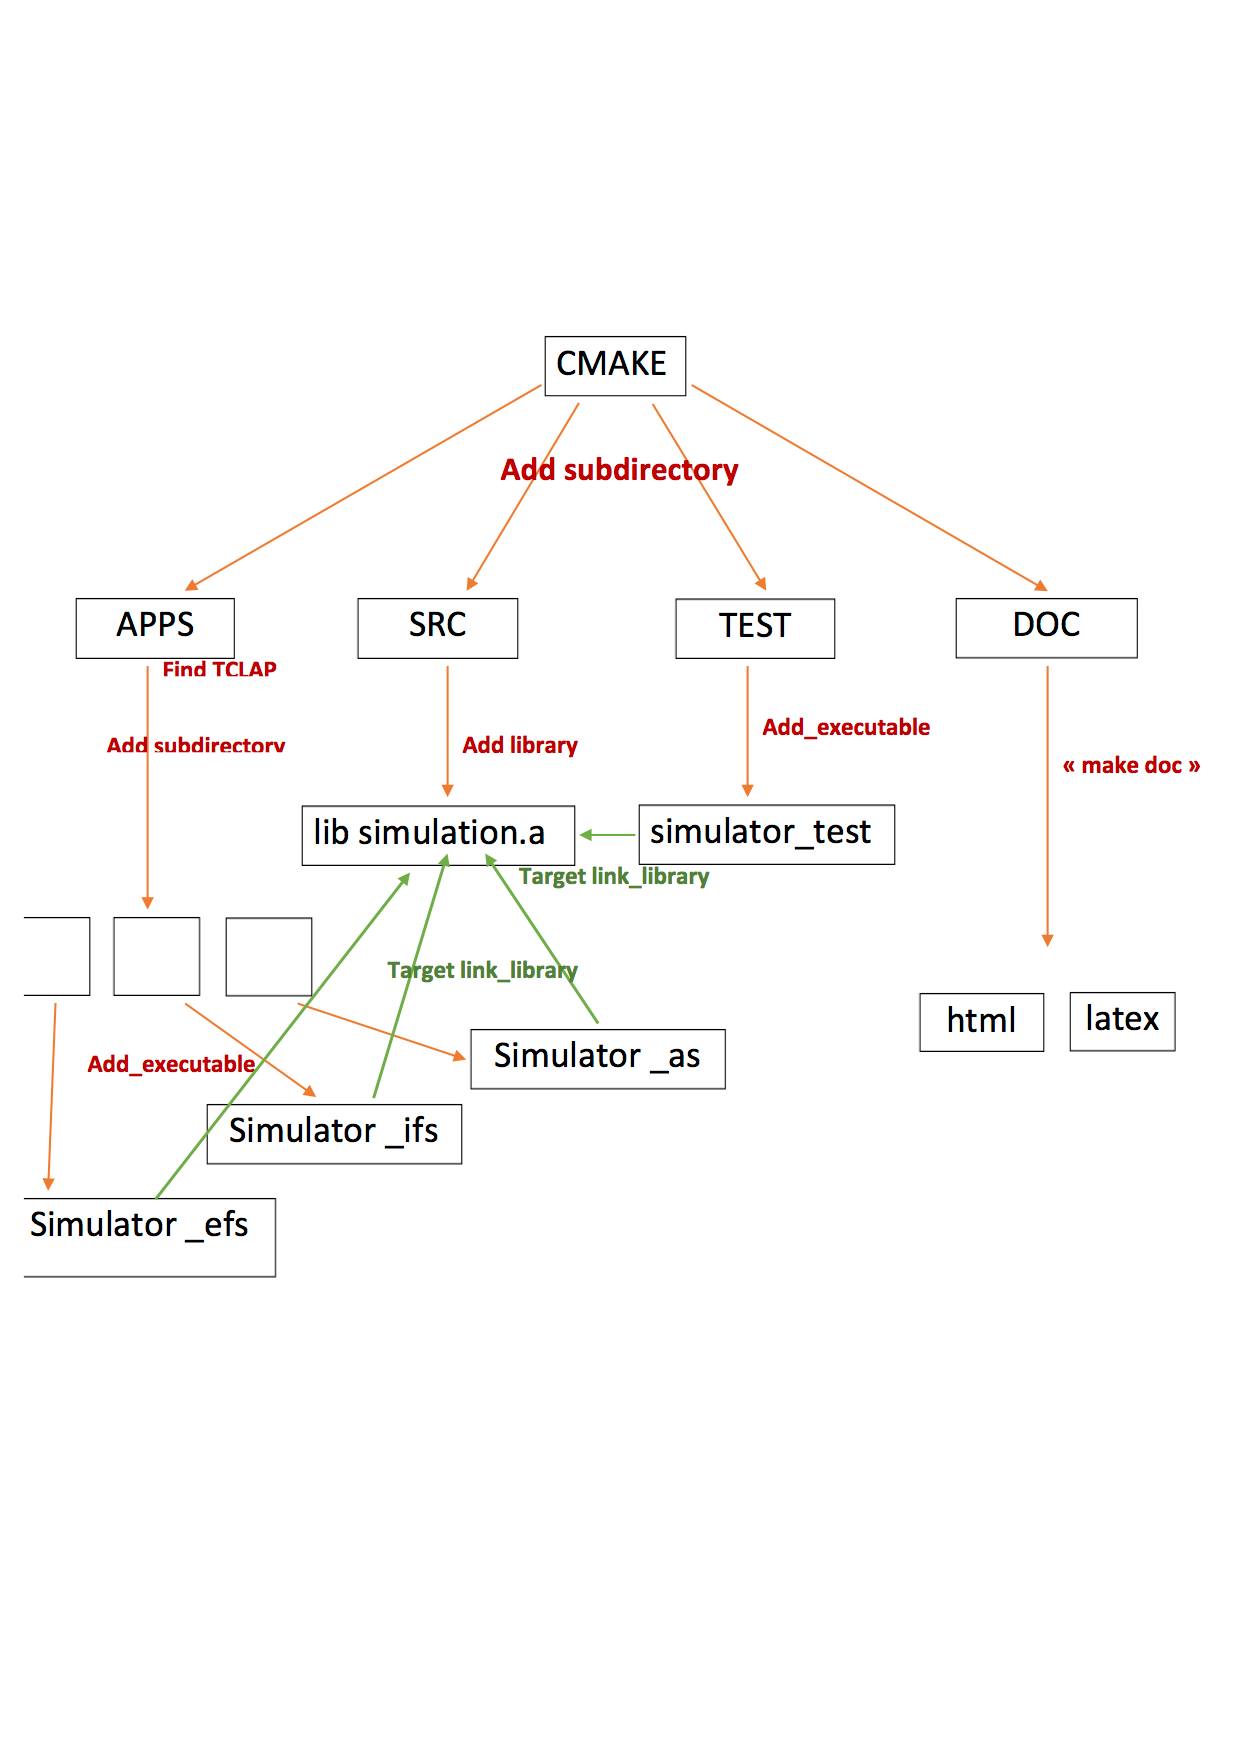 CMAKE
Add subdirectory
APPS
SRC
TEST
DOC
Find TCLAP
Add subdirectory
Add library
Add_executable
« make doc »
lib simulation.a
simulator_test
Target link_library
Target link_library
html
latex
Simulator _as
Add_executable
Simulator _ifs
Simulator _efs